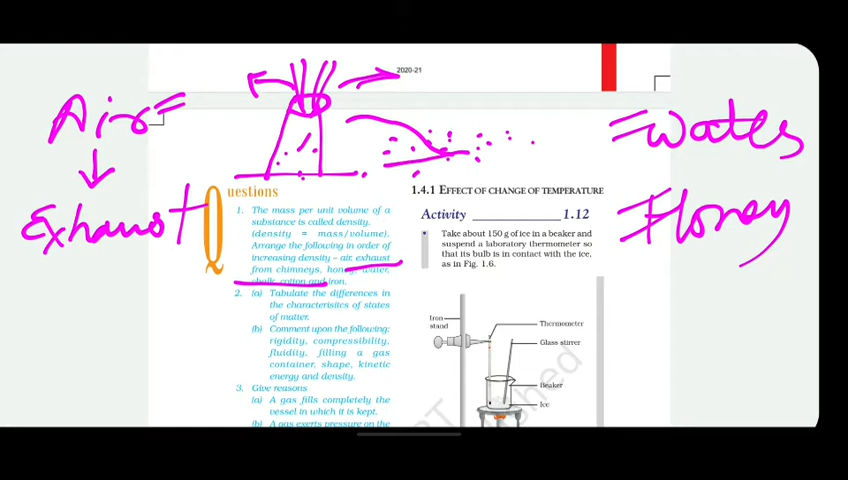 2020-21
Air =
Exhaust
= Water
Honey
Questions
1. The mass per unit volume of a
substance is called density.
(density = mass/volume).
Arrange the following in order of
increasing density – air, exhaust
from chimneys, honey, water,
chalk, cotton and iron.
2. (a) Tabulate the differences in
the characterisitcs of states
of matter.
(b) Comment upon the following:
rigidity, compressibility,
fluidity, filling a gas
container, shape, kinetic
energy and density.
3. Give reasons
(a) A gas fills completely the
vessel in which it is kept.
(b) A gas exerts pressure on the
1.4.1 EFFECT OF CHANGE OF TEMPERATURE
Activity 1.12
• Take about 150 g of ice in a beaker and
suspend a laboratory thermometer so
that its bulb is in contact with the ice,
as in Fig. 1.6.
Iron
stand
Thermometer
Glass stirrer
Beaker
Ice